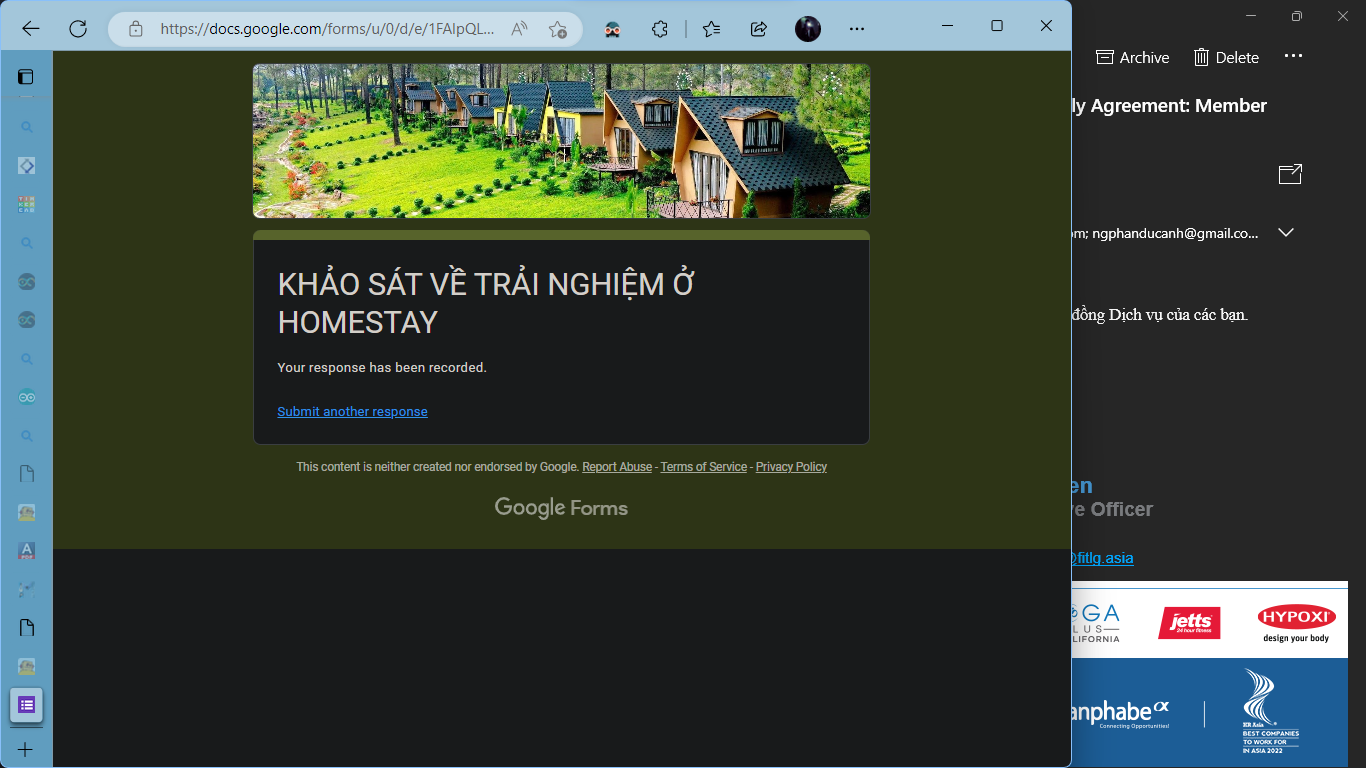 https://docs.google.com/forms/u/0/d/e/1FAIpQL...
KHẢO SÁT VỀ TRẢI NGHIỆM Ở
HOMESTAY
Your response has been recorded.
Submit another response
This content is neither created nor endorsed by Google. Report Abuse - Terms of Service - Privacy Policy
Google Forms
Archive
Delete
ly Agreement: Member
om; ngphanducanh@gmail.co...
đồng Dịch vụ của các bạn.
en
ve Officer
@fitlg.asia
OGA
LUS
LIFORNIA
jetts
24 hour fitness
HYPOXI
design your body
anphabe
Connecting Opportunities!
HR Asia
BEST COMPANIES
TO WORK FOR
IN ASIA 2022